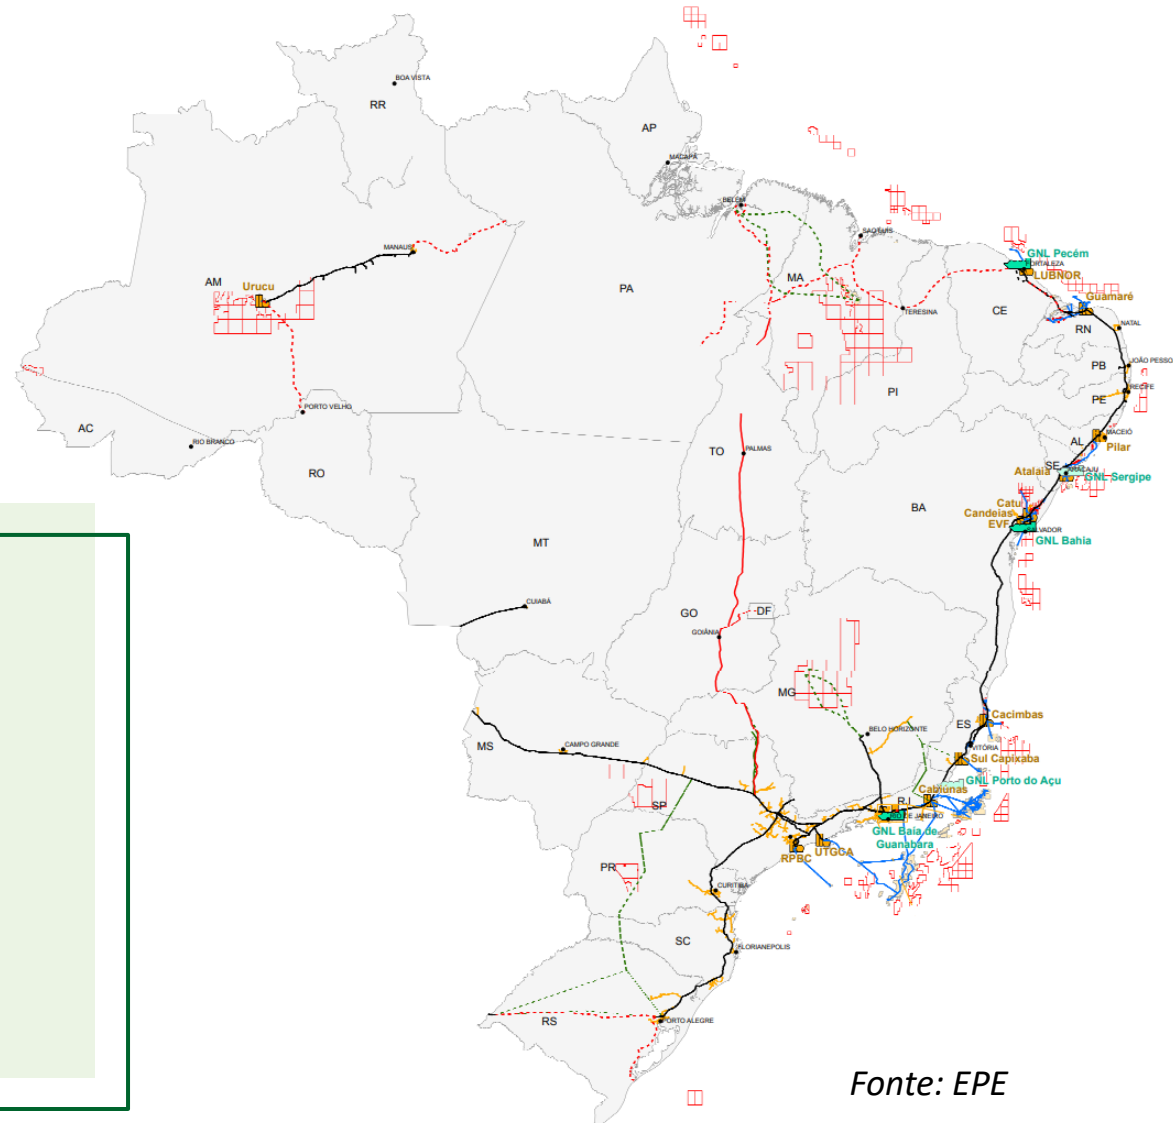 BOA VISTA
RR
AP
MACAPÁ
BELÉM
SAO LUÍS
MANAUS
GNL Pecém
FORTALEZA
LUBNOR
AM
Urucu
PA
MA
CE
Guamaré
TERESINA
RN
NATAL
JOÃO PESSO
PB
RECIFE
PE
PI
PORTO VELHO
AC
RIO BRANCO
RO
TO
PALMAS
AL
MACEIÓ
Pilar
SE
Atalaia
ARACAJU
GNL Sergipe
BA
Catu
Candeias
EVF
SALVADOR
GNL Bahia
MT
CUIABÁ
GO
DF
GOIÂNIA
MG
BELO HORIZONTE
ES
Cacimbas
VITÓRIA
Sul Capixaba
MS
CAMPO GRANDE
GNL Porto do Açu
Cabiúnas
SP
RJ
RIO DE JANEIRO
GNL Baía de
Guanabara
UTGCA
RPBC
PR
CURITIBA
SC
FLORIANEPOLIS
RS
PORTO ALEGRE
Fonte: EPE